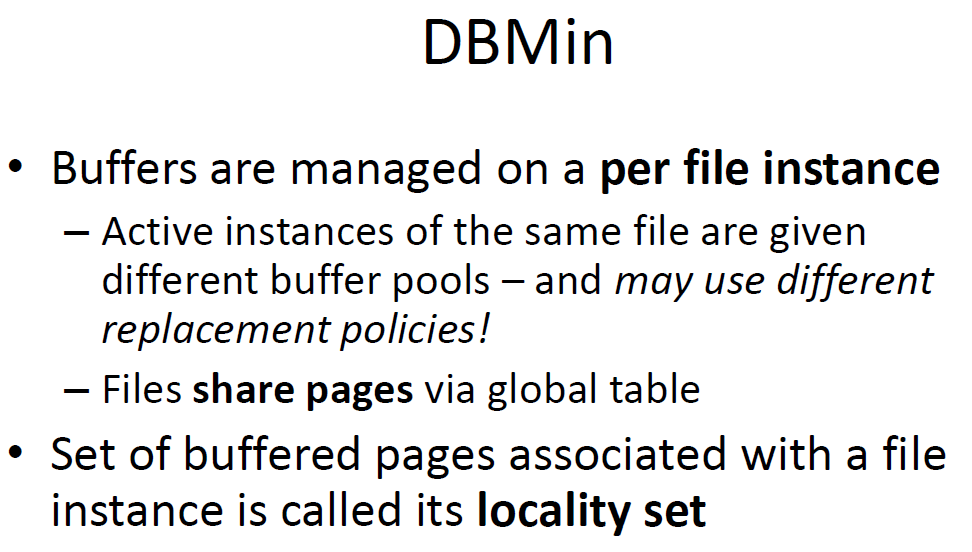 DBMin
• Buffers are managed on a per file instance
– Active instances of the same file are given
different buffer pools – and may use different
replacement policies!
– Files share pages via global table
• Set of buffered pages associated with a file
instance is called its locality set